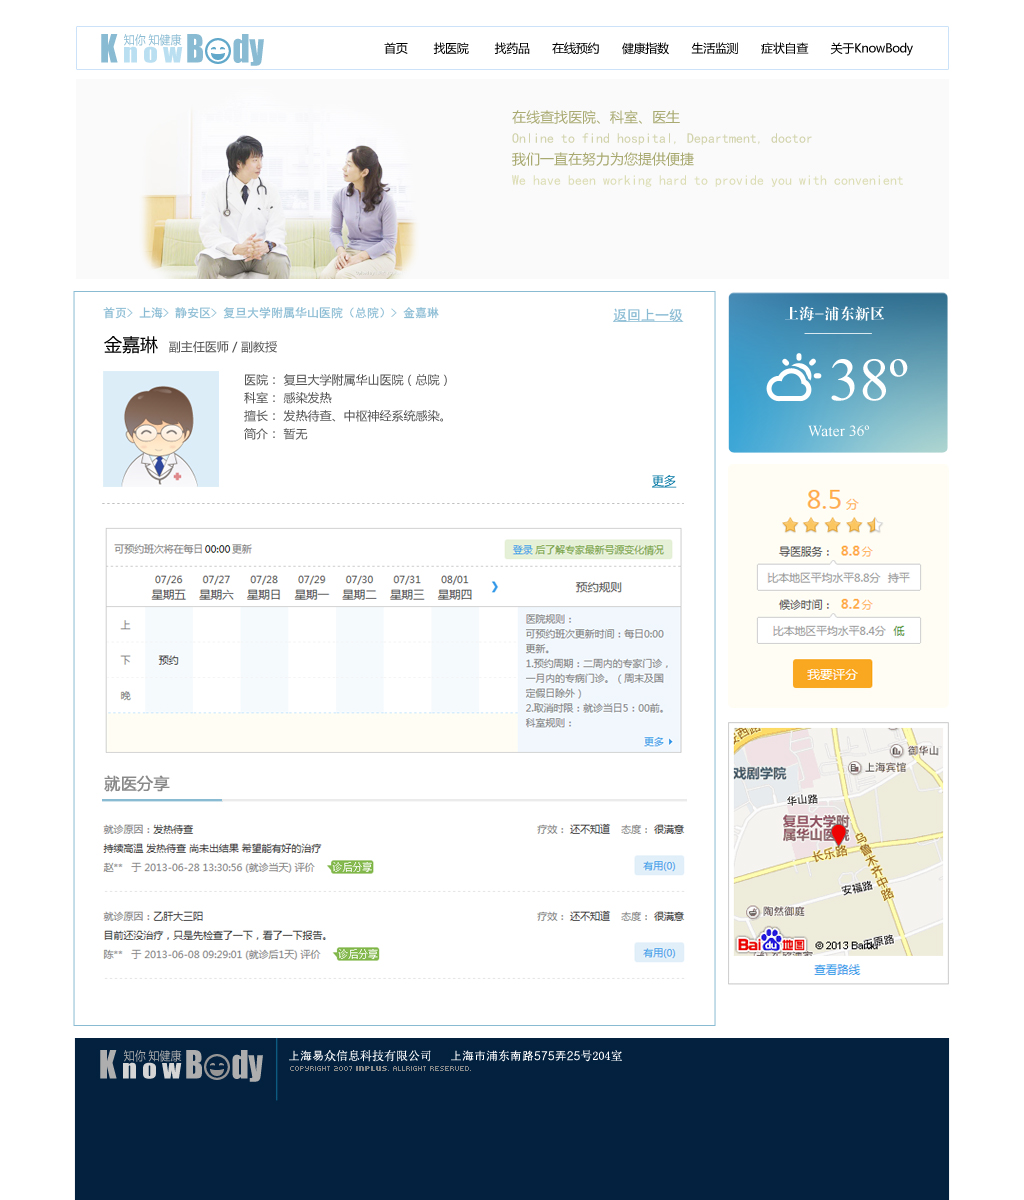 知你 知健康
KnowBody
首页 找医院 找药品 在线预约 健康指数 生活监测 症状自查 关于KnowBody
在线查找医院、科室、医生
Online to find hospital, Department, doctor
我们一直在努力为您提供便捷
We have been working hard to provide you with convenient
首页> 上海> 静安区> 复旦大学附属华山医院（总院）> 金嘉琳
返回上一级
金嘉琳 副主任医师 / 副教授
医院： 复旦大学附属华山医院（总院）
科室： 感染发热
擅长： 发热待查、中枢神经系统感染。
简介： 暂无
更多
可预约班次将在每日 00:00 更新
登录 后了解专家最新号源变化情况
07/26 07/27 07/28 07/29 07/30 07/31 08/01
星期五 星期六 星期日 星期一 星期二 星期三 星期四
预约规则
上
下 预约
晚
医院规则：
可预约班次更新时间：每日0:00
更新。
1.预约周期：二周内的专家门诊，
一月内的专病门诊。（周末及国
定假日除外）
2.取消时限：就诊当日5：00前。
科室规则：
更多
就医分享
就诊原因：发热待查 疗效： 还不知道 态度： 很满意
持续高温 发热待查 尚未出结果 希望能有好的治疗
赵** 于 2013-06-28 13:30:56 (就诊当天) 评价 诊后分享
有用(0)
就诊原因：乙肝大三阳 疗效： 还不知道 态度： 很满意
目前还没治疗，只是先检查了一下，看了一下报告。
陈** 于 2013-06-08 09:29:01 (就诊后1天) 评价 诊后分享
有用(0)
上海-浦东新区
38°
Water 36°
8.5 分
导医服务： 8.8分
比本地区平均水平8.8分 持平
候诊时间： 8.2分
比本地区平均水平8.4分 低
我要评分
安西路
御华山
上海宾馆
戏剧学院
华山路
复旦大学附
属华山医院
长乐路
乌鲁木齐中路
安福路
陶然御庭
Bai 地图
© 2013 Baidu
五原路
查看路线
知你 知健康
KnowBody
上海易众信息科技有限公司 上海市浦东南路575弄25号204室
COPYRIGHT 2007 INPLUS. ALLRIGHT RESERVED.